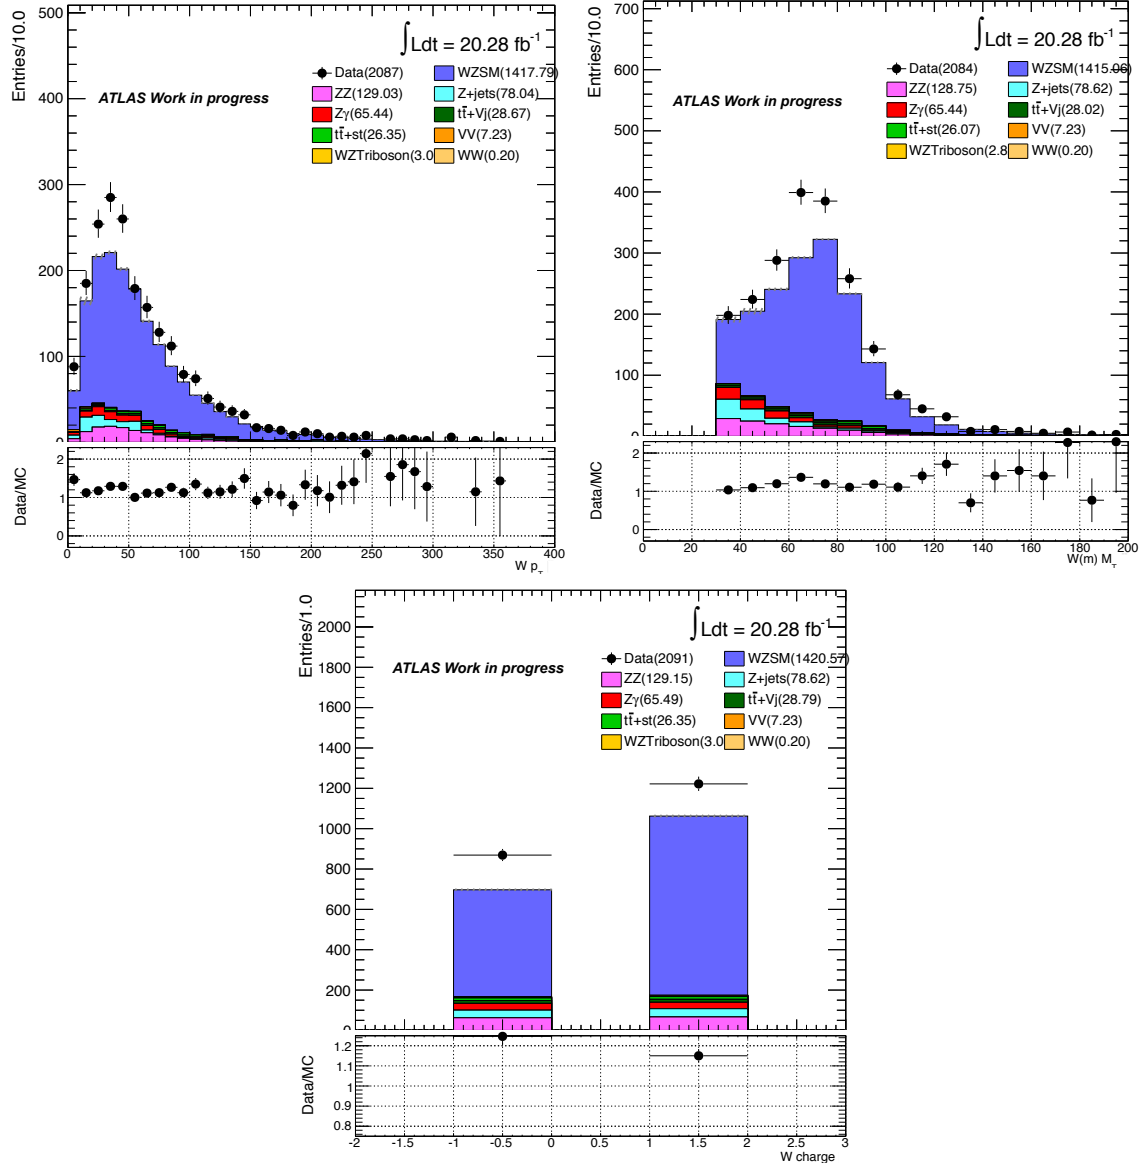 Entries/10.0
500
400
300
200
100
∫Ldt = 20.28 fb⁻¹
ATLAS Work in progress
Data(2087) WZSM(1417.79)
ZZ(129.03) Z+jets(78.04)
Zγ(65.44) tt̄+Vj(28.67)
tt̄+st(26.35) VV(7.23)
WZTriboson(3.0 WW(0.20)
Data/MC
2
1
0
0 50 100 150 200 250 300 350 400
W p_T
Entries/10.0
700
600
500
400
300
200
100
∫Ldt = 20.28 fb⁻¹
ATLAS Work in progress
Data(2084) WZSM(1415.06)
ZZ(128.75) Z+jets(78.62)
Zγ(65.44) tt̄+Vj(28.02)
tt̄+st(26.07) VV(7.23)
WZTriboson(2.8 WW(0.20)
Data/MC
2
1
0
0 20 40 60 80 100 120 140 160 180 200
W(m) M_T
Entries/1.0
2000
1800
1600
1400
1200
1000
800
600
400
200
∫Ldt = 20.28 fb⁻¹
ATLAS Work in progress
Data(2091) WZSM(1420.57)
ZZ(129.15) Z+jets(78.62)
Zγ(65.49) tt̄+Vj(28.79)
tt̄+st(26.35) VV(7.23)
WZTriboson(3.0 WW(0.20)
Data/MC
1.2
1.1
1
0.9
0.8
-2 -1.5 -1 -0.5 0 0.5 1 1.5 2 2.5 3
W charge